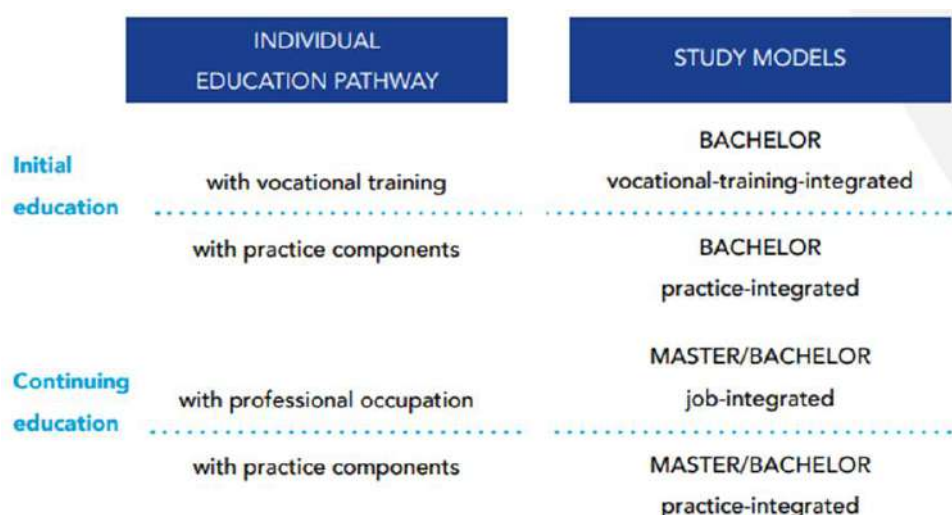 INDIVIDUAL
EDUCATION PATHWAY
STUDY MODELS
Initial
education
with vocational training
BACHELOR
vocational-training-integrated
with practice components
BACHELOR
practice-integrated
Continuing
education
with professional occupation
MASTER/BACHELOR
job-integrated
with practice components
MASTER/BACHELOR
practice-integrated